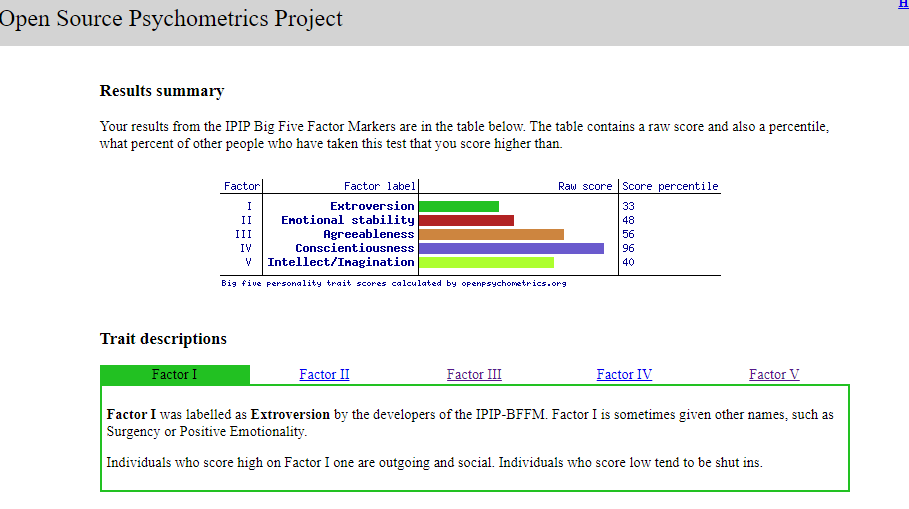 Open Source Psychometrics Project
H
Results summary
Your results from the IPIP Big Five Factor Markers are in the table below. The table contains a raw score and also a percentile,
what percent of other people who have taken this test that you score higher than.
Factor Factor label Raw score Score percentile
I Extroversion 33
II Emotional stability 48
III Agreeableness 56
IV Conscientiousness 96
V Intellect/Imagination 40
Big five personality trait scores calculated by openpsychometrics.org
Trait descriptions
Factor I Factor II Factor III Factor IV Factor V
Factor I was labelled as Extroversion by the developers of the IPIP-BFFM. Factor I is sometimes given other names, such as
Surgency or Positive Emotionality.
Individuals who score high on Factor I one are outgoing and social. Individuals who score low tend to be shut ins.